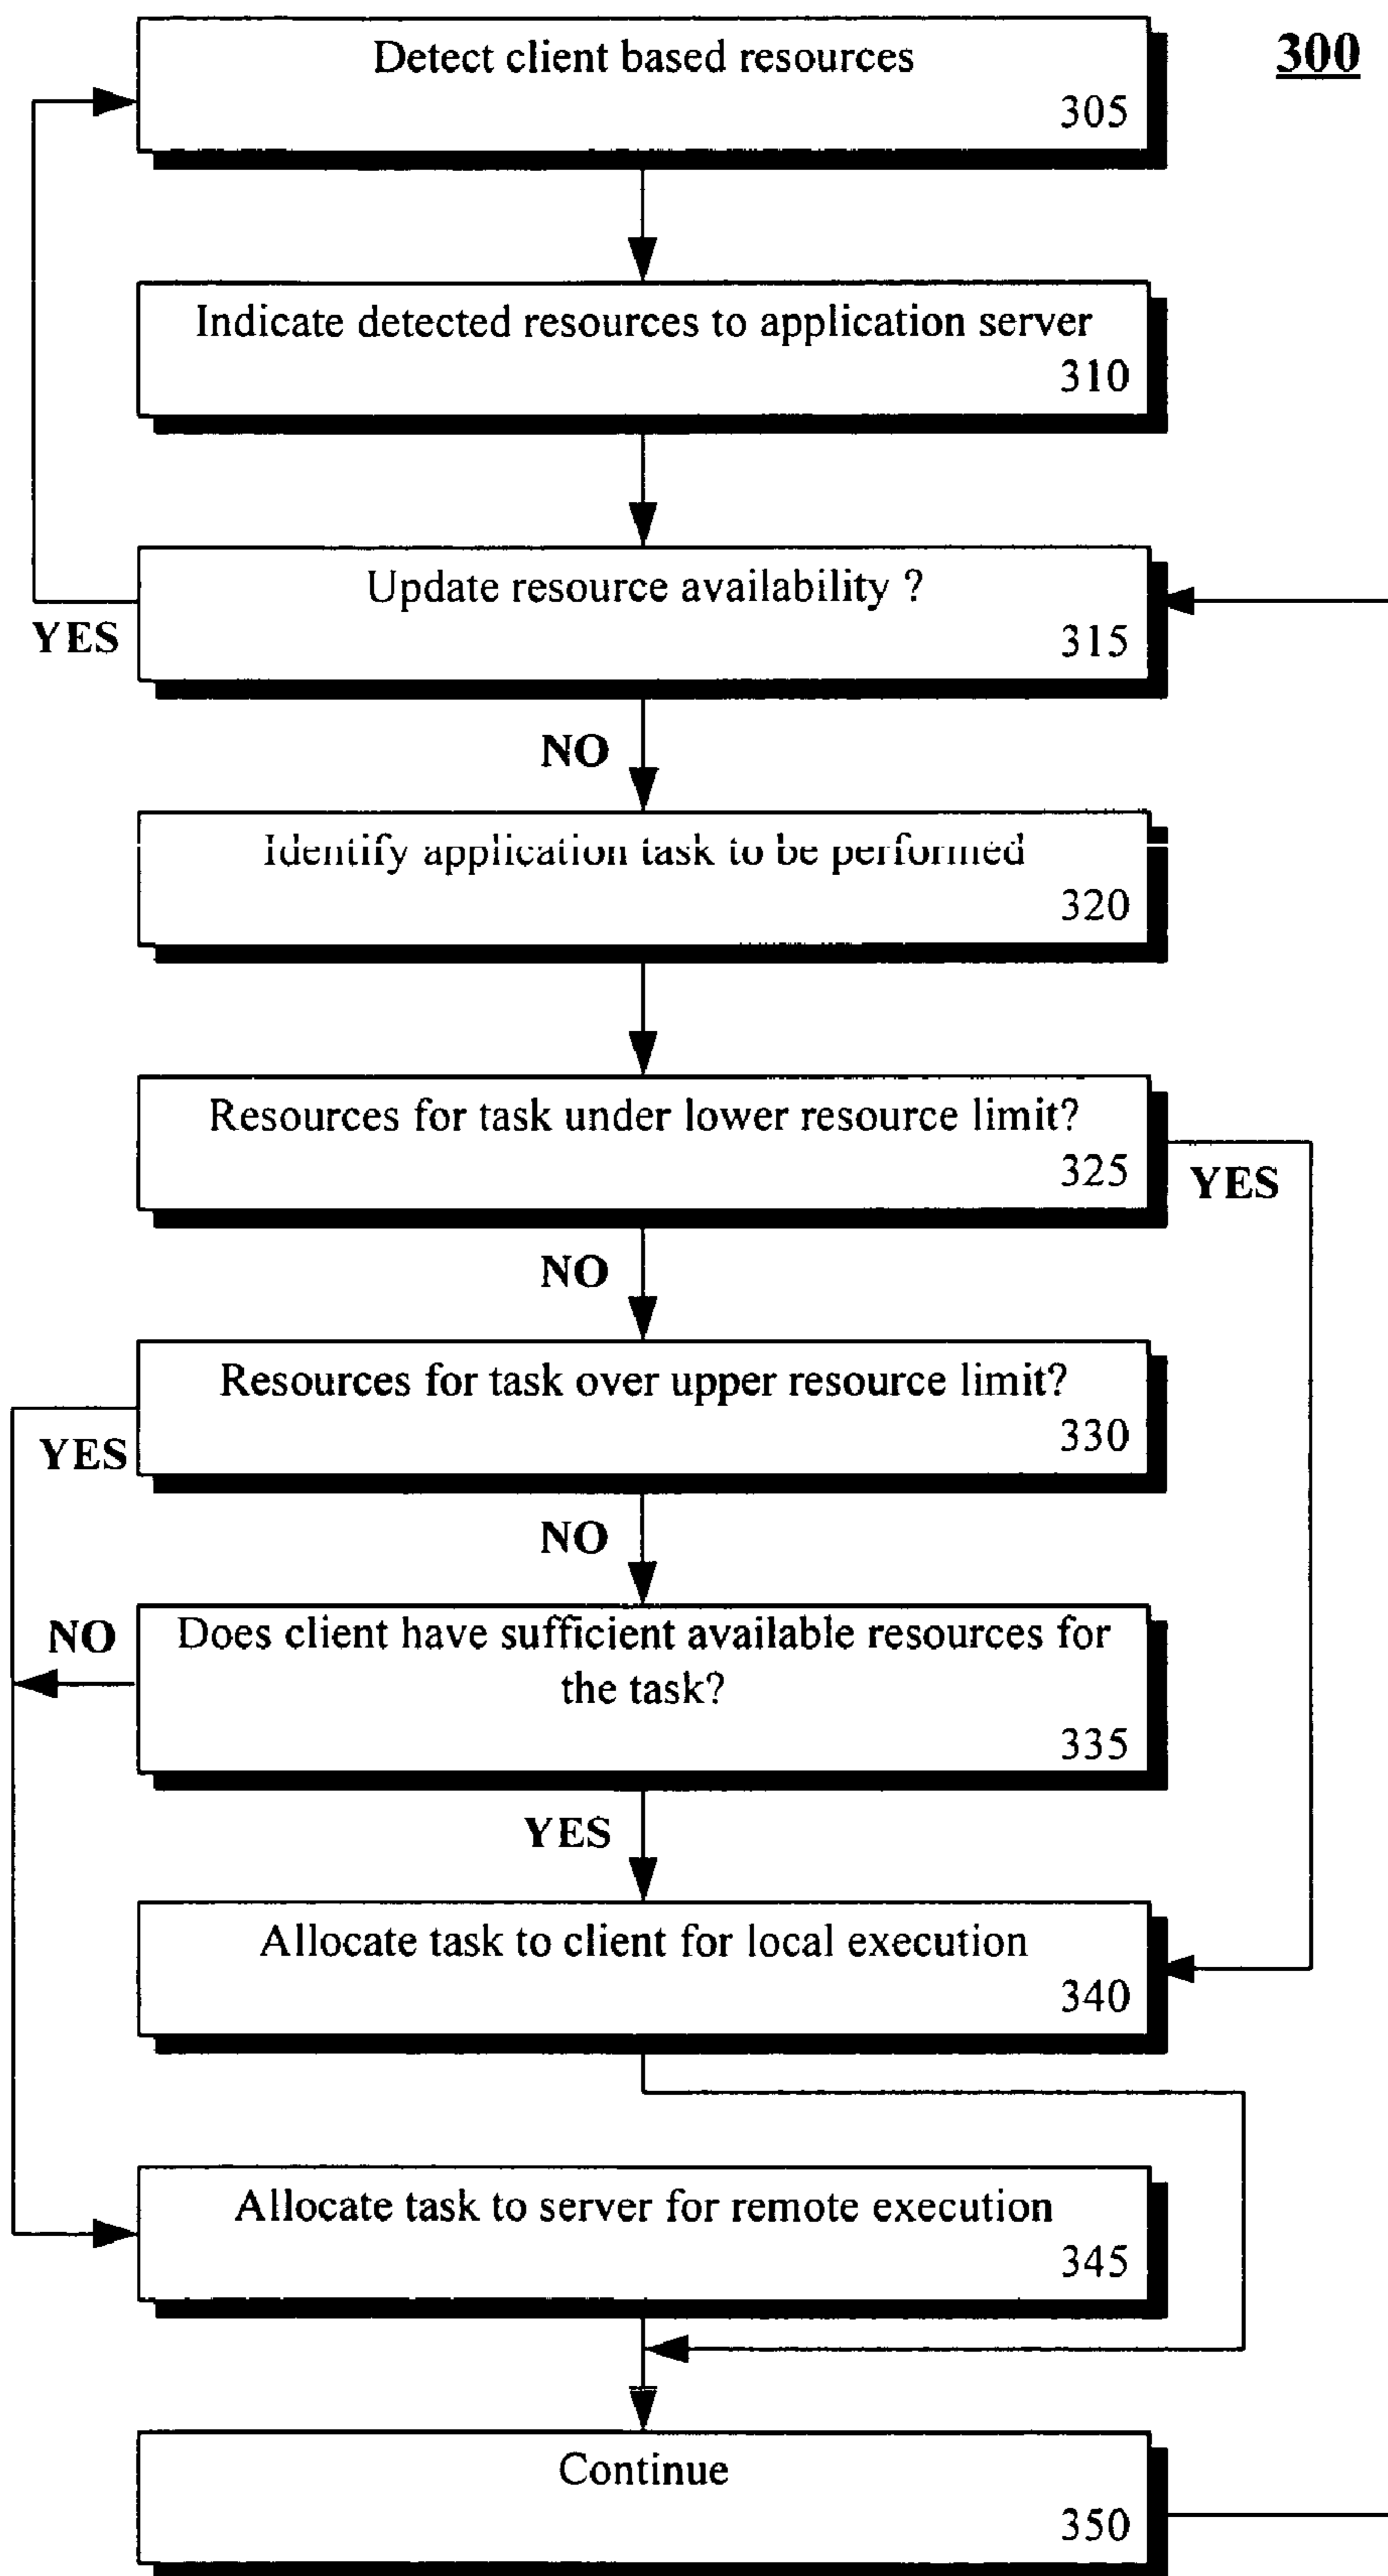 300
Detect client based resources
305
Indicate detected resources to application server
310
Update resource availability ?
315
YES
NO
Identify application task to be performed
320
Resources for task under lower resource limit?
325
YES
NO
Resources for task over upper resource limit?
330
YES
NO
Does client have sufficient available resources for
the task?
335
NO
YES
Allocate task to client for local execution
340
Allocate task to server for remote execution
345
Continue
350